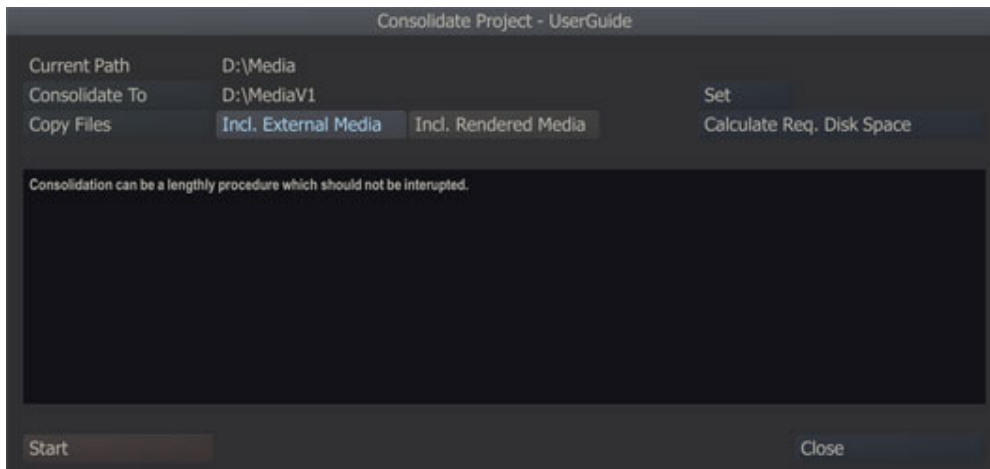 Consolidate Project - UserGuide
Current Path D:\Media
Consolidate To D:\MediaV1 Set
Copy Files Incl. External Media Incl. Rendered Media Calculate Req. Disk Space
Consolidation can be a lengthly procedure which should not be interupted.
Start Close